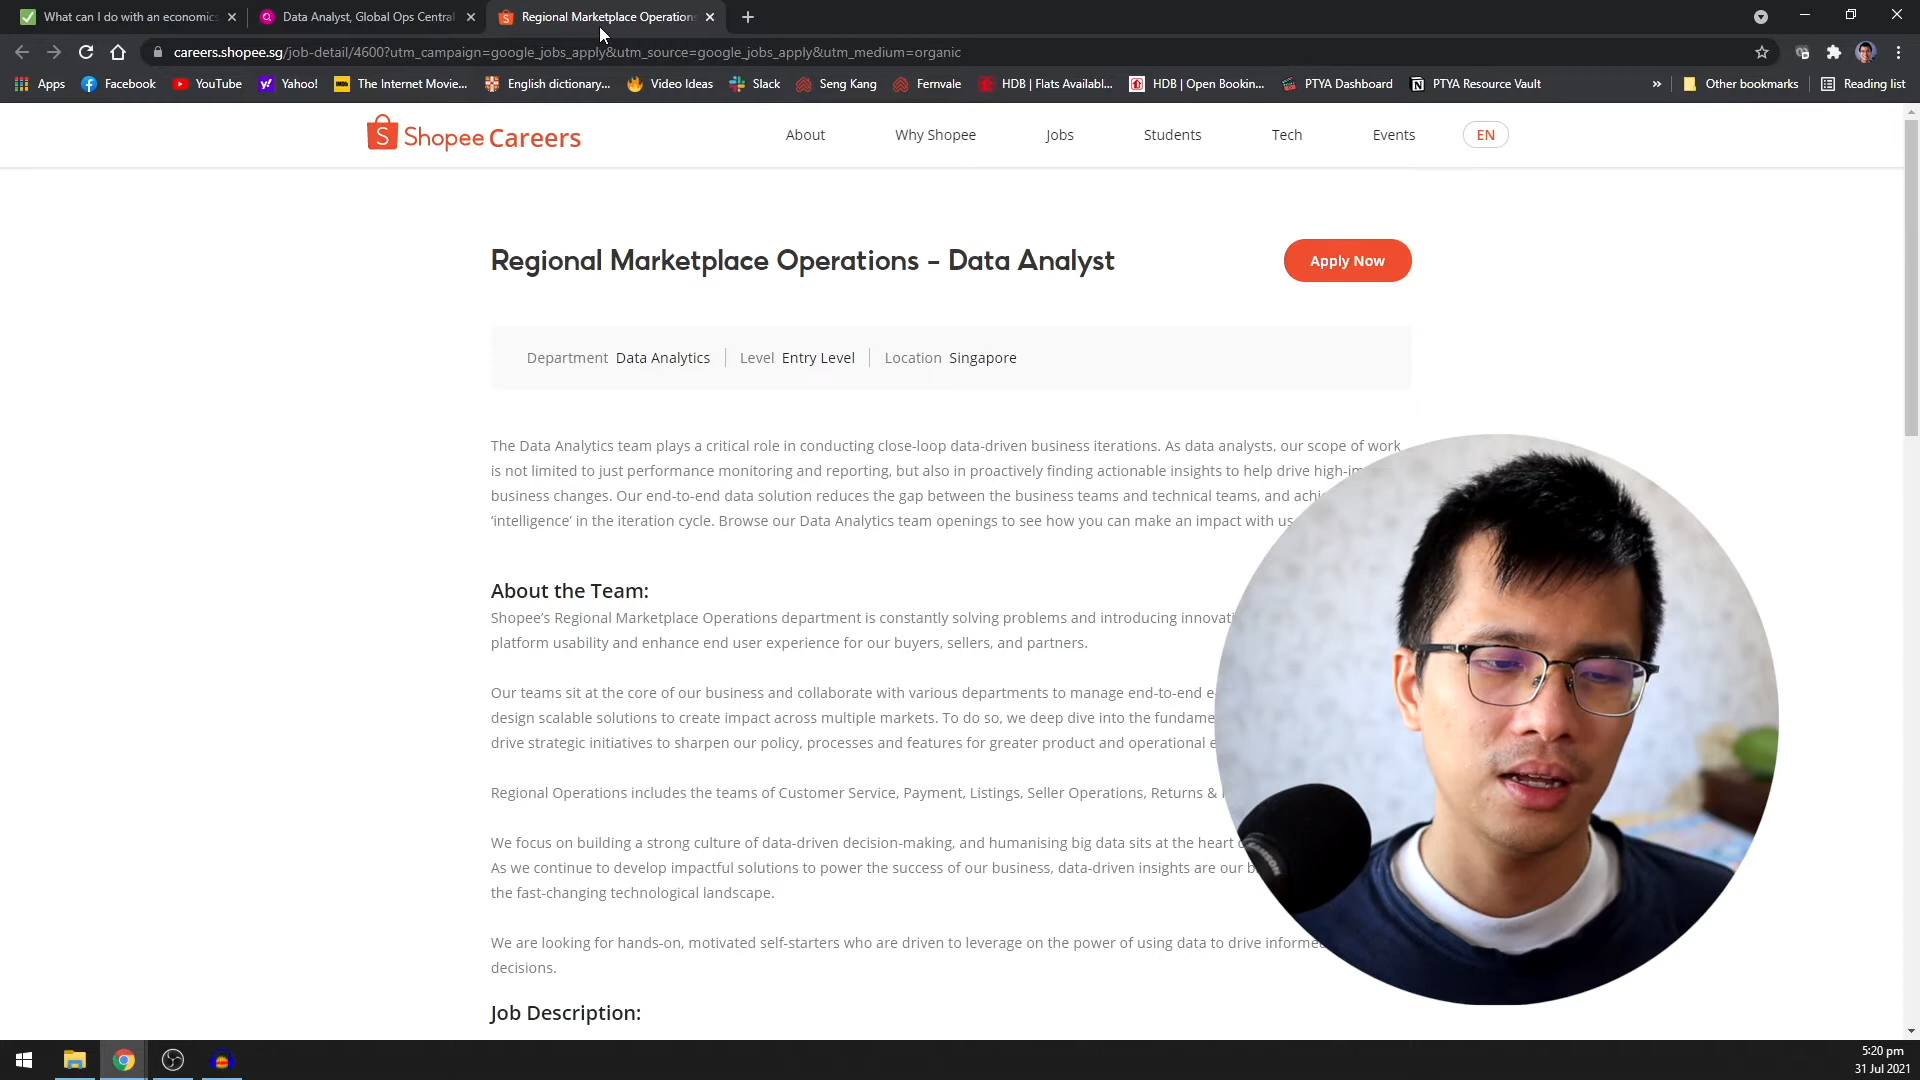 What can I do with an economics
Data Analyst, Global Ops Central
Regional Marketplace Operations
careers.shopee.sg/job-detail/4600?utm_campaign=google_jobs_apply&utm_source=google_jobs_apply&utm_medium=organic
Apps Facebook YouTube Yahoo! The Internet Movie... English dictionary... Video Ideas Slack Seng Kang Fernvale HDB | Flats Availabl... HDB | Open Bookin... PTYA Dashboard PTYA Resource Vault » Other bookmarks Reading list
Shopee Careers
About Why Shopee Jobs Students Tech Events EN
Regional Marketplace Operations - Data Analyst
Apply Now
Department Data Analytics Level Entry Level Location Singapore
The Data Analytics team plays a critical role in conducting close-loop data-driven business iterations. As data analysts, our scope of work
is not limited to just performance monitoring and reporting, but also in proactively finding actionable insights to help drive high-im
business changes. Our end-to-end data solution reduces the gap between the business teams and technical teams, and achi
‘intelligence’ in the iteration cycle. Browse our Data Analytics team openings to see how you can make an impact with us
About the Team:
Shopee’s Regional Marketplace Operations department is constantly solving problems and introducing innovati
platform usability and enhance end user experience for our buyers, sellers, and partners.
Our teams sit at the core of our business and collaborate with various departments to manage end-to-end e
design scalable solutions to create impact across multiple markets. To do so, we deep dive into the fundame
drive strategic initiatives to sharpen our policy, processes and features for greater product and operational e
Regional Operations includes the teams of Customer Service, Payment, Listings, Seller Operations, Returns &
We focus on building a strong culture of data-driven decision-making, and humanising big data sits at the heart
As we continue to develop impactful solutions to power the success of our business, data-driven insights are our b
the fast-changing technological landscape.
We are looking for hands-on, motivated self-starters who are driven to leverage on the power of using data to drive informe
decisions.
Job Description:
5:20 pm
31 Jul 2021